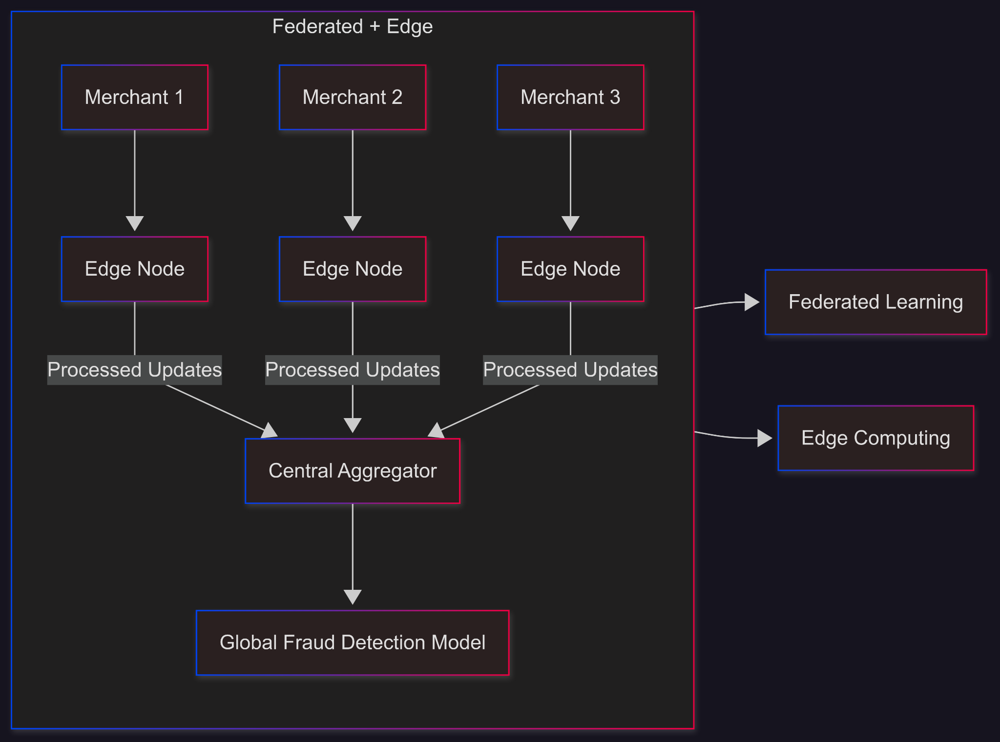 Federated + Edge
Merchant 1
Merchant 2
Merchant 3
Edge Node
Edge Node
Edge Node
Federated Learning
Processed Updates
Processed Updates
Processed Updates
Edge Computing
Central Aggregator
Global Fraud Detection Model